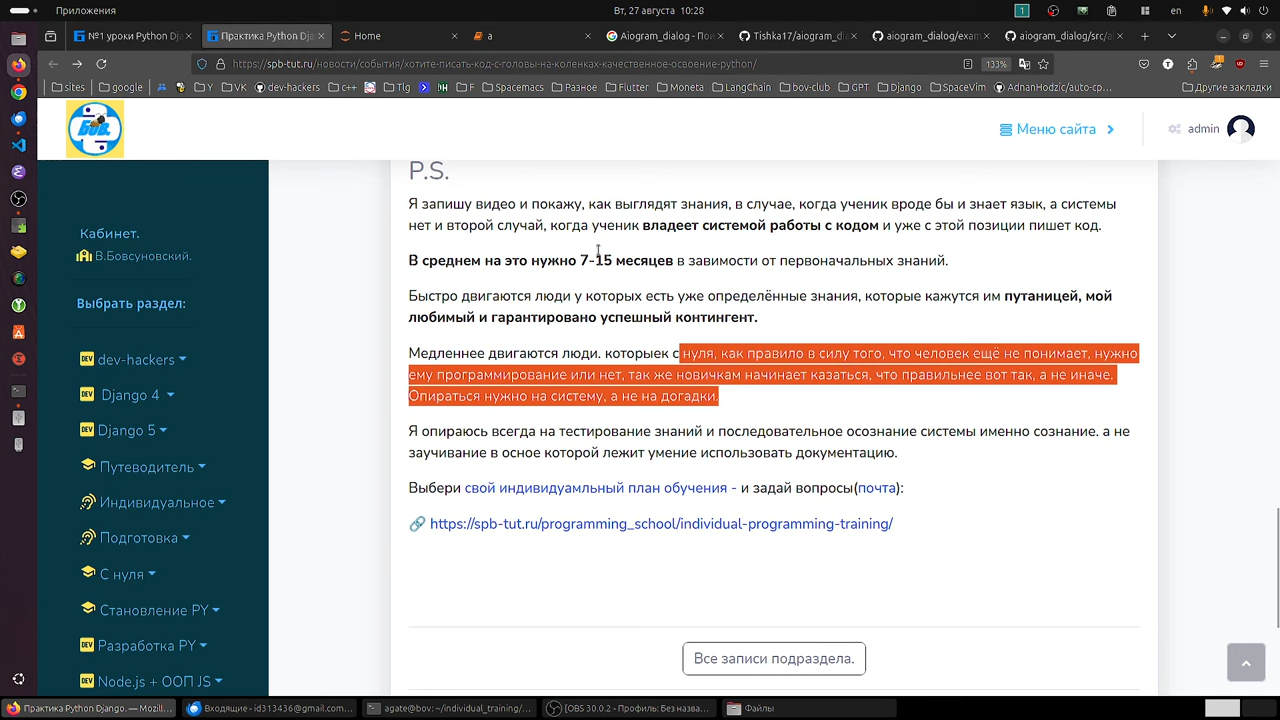 Приложения
Вт, 27 августа 10:28
1
en
№1 уроки Python Dj
Практика Python Dja
Home
a
Aiogram_dialog - Пои
Tishka17/aiogram_di
aiogram_dialog/exam
aiogram_dialog/src/a
https://spb-tut.ru/новости/события/хотите-писать-код-с-головы-на-коленках-качественное-освоение-python/
133%
sites
google
Y
VK
dev-hackers
c++
Tlg
F
Spacemacs
Разное
Flutter
Moneta
LangChain
bov-club
GPT
Django
SpaceVim
AdnanHodzic/auto-cp...
Другие закладки
Бов.
Меню сайта
admin
Кабинет.
В.Бовсуновский.
Выбрать раздел:
DEV dev-hackers
DEV Django 4
DEV Django 5
Путеводитель
Индивидуальное
Подготовка
С нуля
Становление PY
DEV Разработка PY
DEV Node.js + ООП JS
P.S.
Я запишу видео и покажу, как выглядят знания, в случае, когда ученик вроде бы и знает язык, а системы
нет и второй случай, когда ученик владеет системой работы с кодом и уже с этой позиции пишет код.
В среднем на это нужно 7-15 месяцев в завимости от первоначальных знаний.
Быстро двигаются люди у которых есть уже определённые знания, которые кажутся им путаницей, мой
любимый и гарантировано успешный контингент.
Медленнее двигаются люди. которыек с нуля, как правило в силу того, что человек ещё не понимает, нужно
ему программирование или нет, так же новичкам начинает казаться, что правильнее вот так, а не иначе.
Опираться нужно на систему, а не на догадки.
Я опираюсь всегда на тестирование знаний и последовательное осознание системы именно сознание. а не
заучивание в осное которой лежит умение использовать документацию.
Выбери свой индивидуамльный план обучения - и задай вопросы(почта):
https://spb-tut.ru/programming_school/individual-programming-training/
Все записи подраздела.
Практика Python Django. — Mozill...
Входящие - id313436@gmail.com...
agate@bov: ~/individual_training/...
[OBS 30.0.2 - Профиль: Без назва...
Файлы